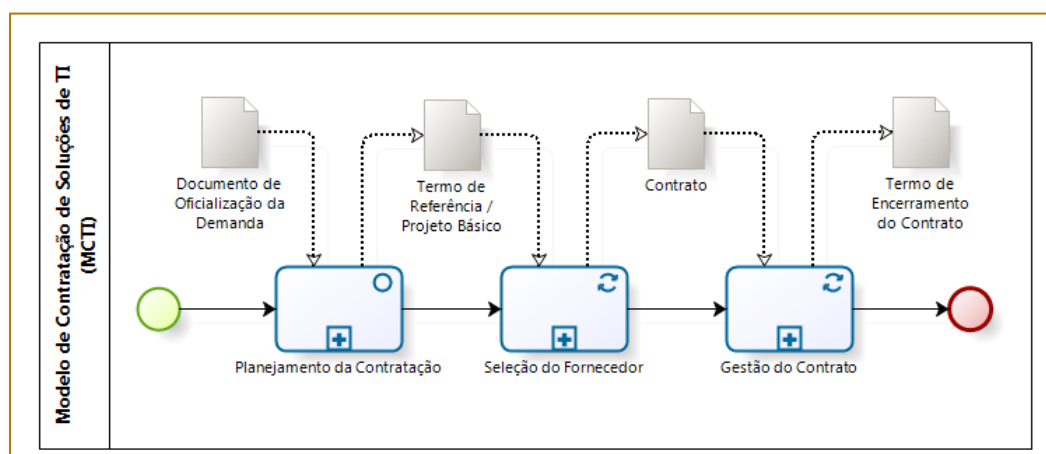 Modelo de Contratação de Soluções de TI
(MCTI)
Documento de
Oficialização da
Demanda
Termo de
Referência /
Projeto Básico
Contrato
Termo de
Encerramento
do Contrato
Planejamento da Contratação
Seleção do Fornecedor
Gestão do Contrato